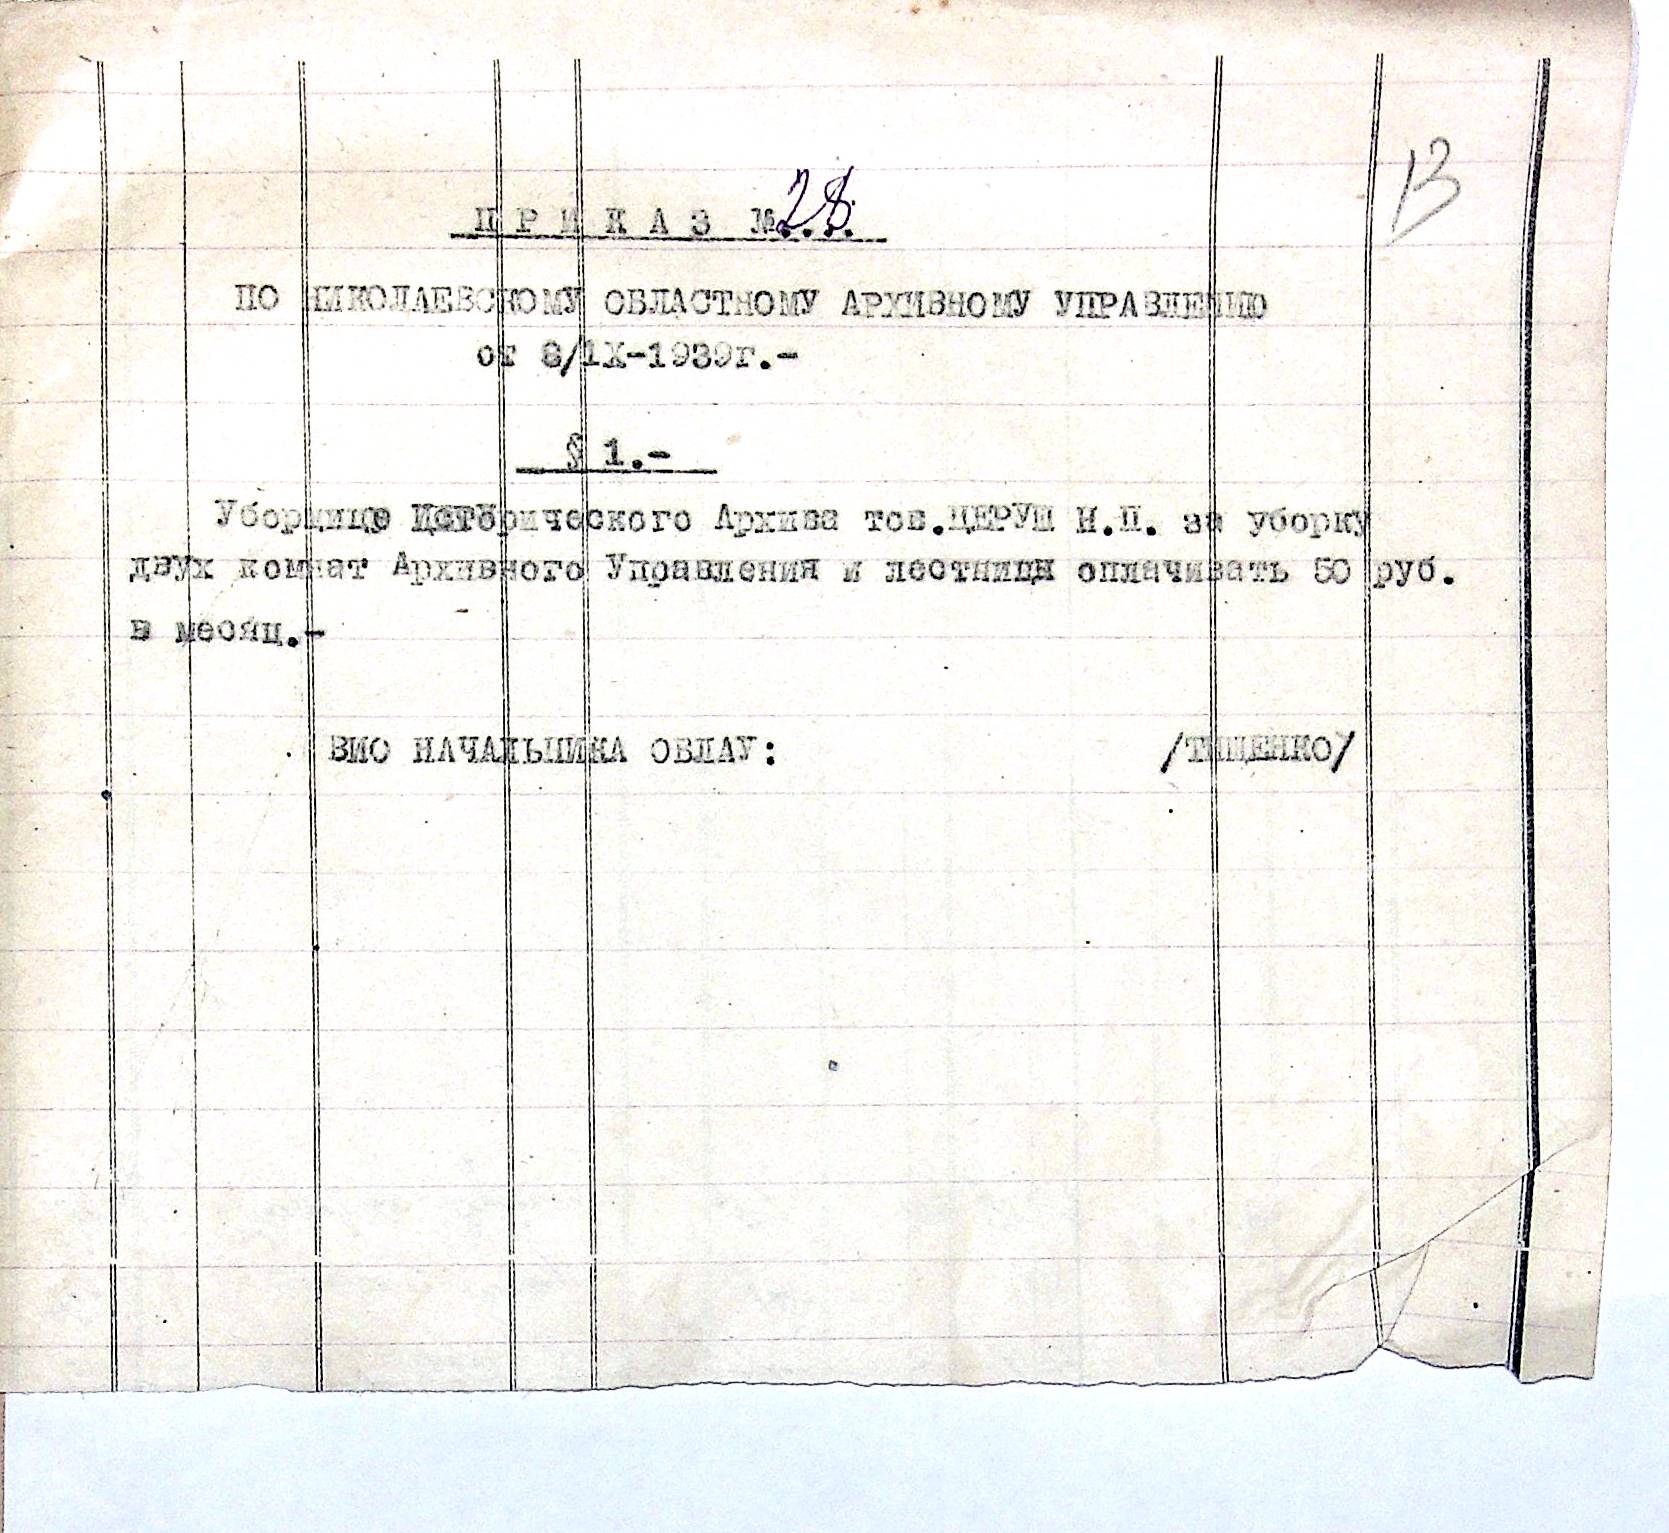 13
ПРИКАЗ №28.
ПО НИКОЛАЕВСКОМУ ОБЛАСТНОМУ АРХИВНОМУ УПРАВЛЕНИЮ
от 8/1Х-1939г.-
§ 1.-
Уборщице Исторического Архива тов.ЦЕРУШ Н.П. за уборку
двух комнат Архивного Управления и лестницы оплачивать 50 руб.
в месяц.-
ВИО НАЧАЛЬНИКА ОБЛАУ: /ТИЩЕНКО/